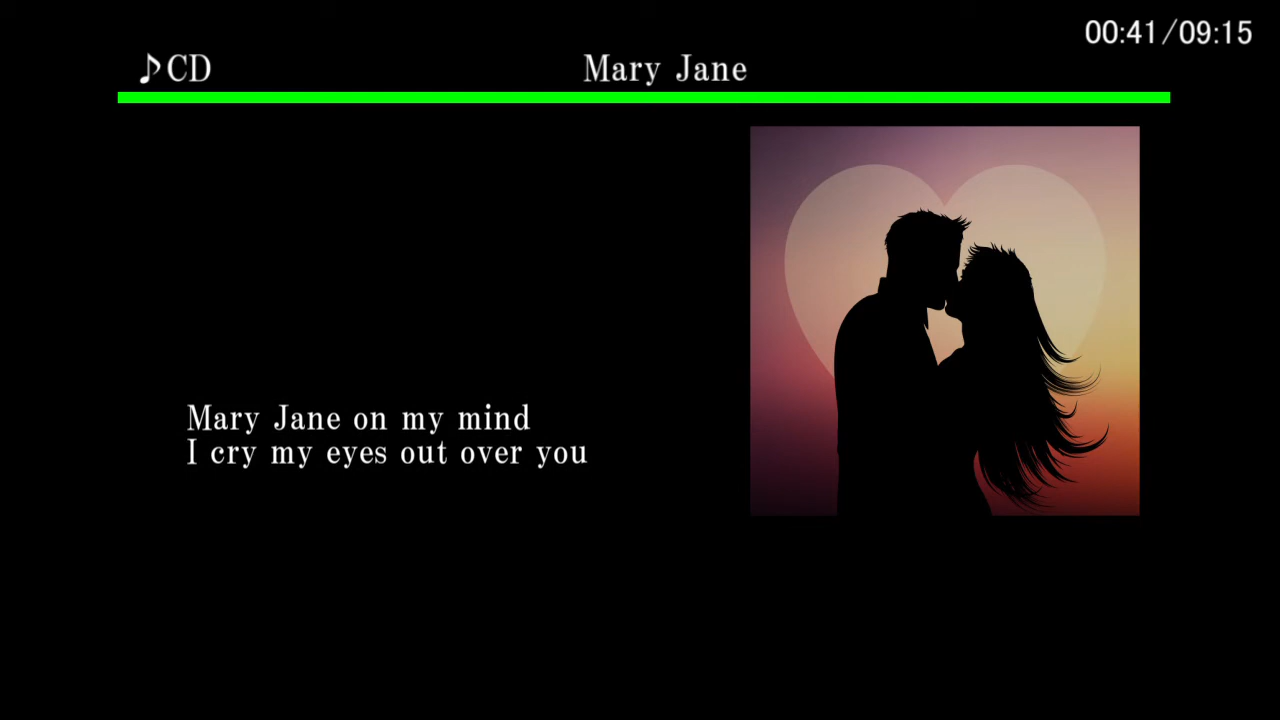 00:41/09:15
♪CD
Mary Jane
Mary Jane on my mind
I cry my eyes out over you